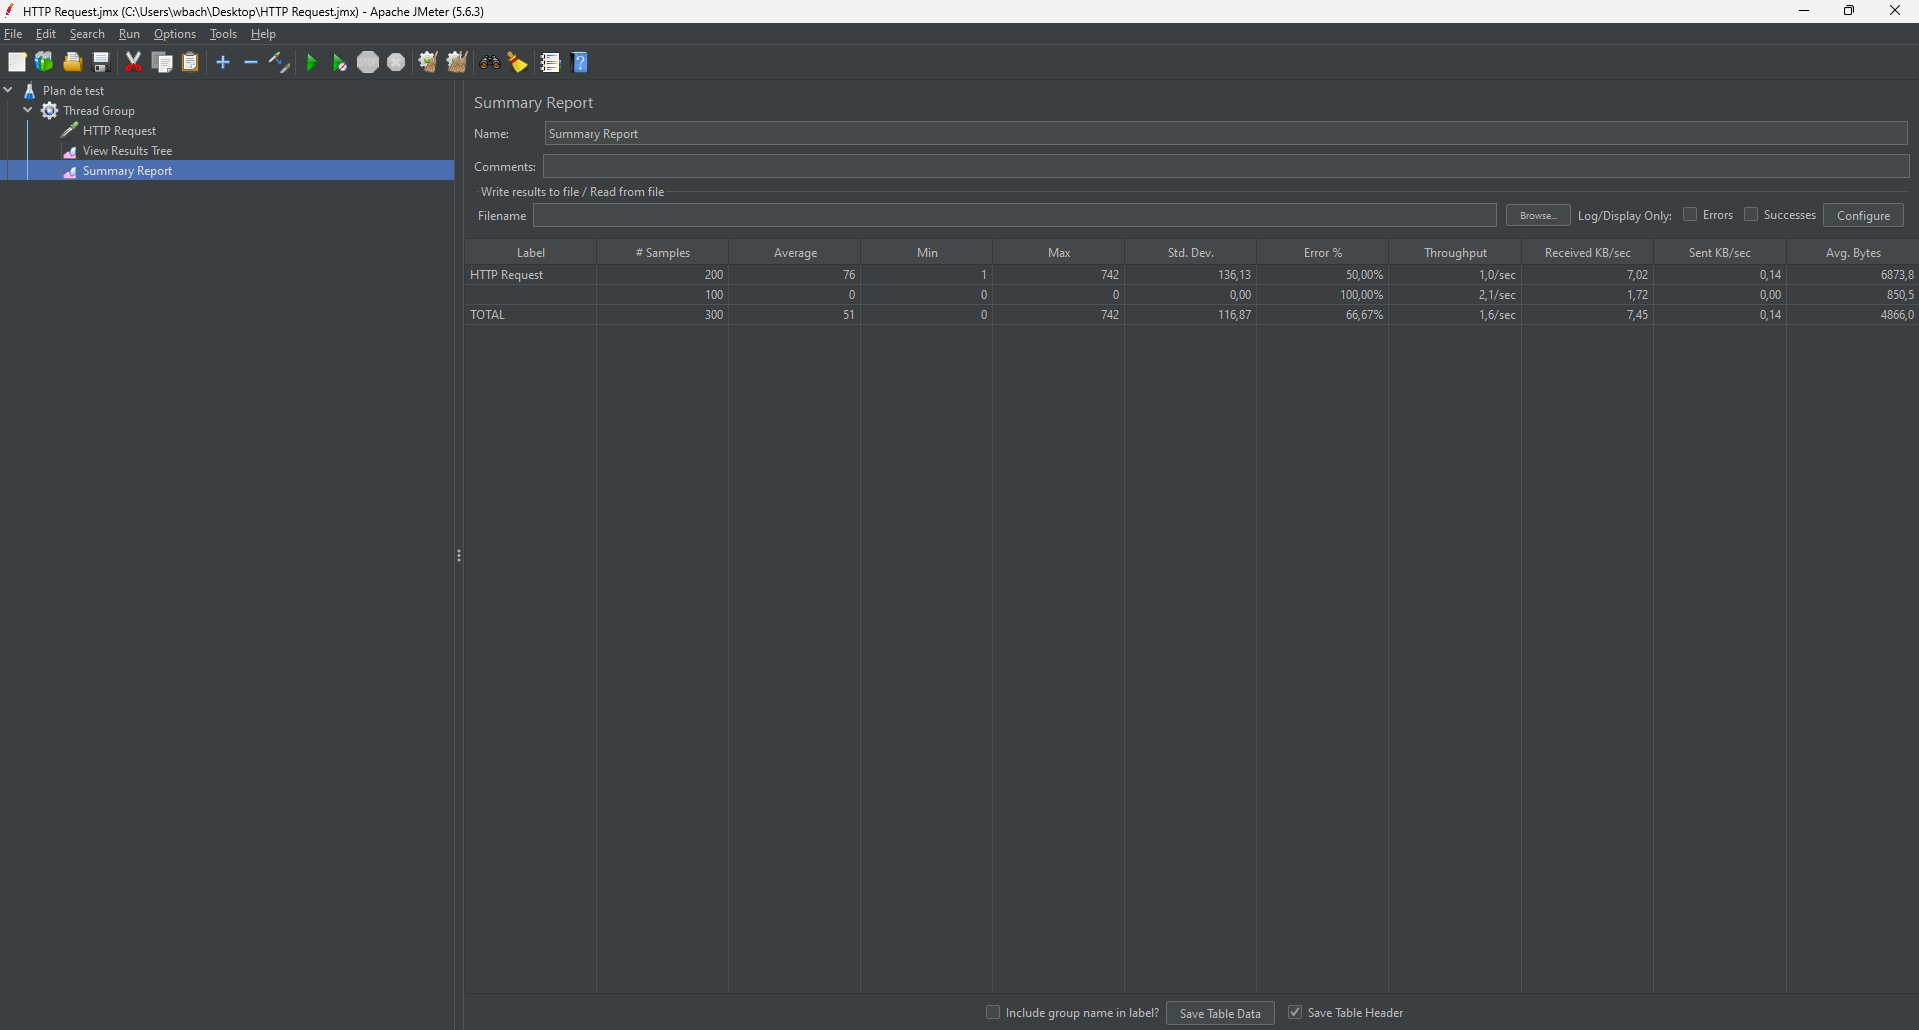 HTTP Request.jmx (C:\Users\wbach\Desktop\HTTP Request.jmx) - Apache JMeter (5.6.3)
File Edit Search Run Options Tools Help
Plan de test
Thread Group
HTTP Request
View Results Tree
Summary Report
Summary Report
Name: Summary Report
Comments:
Write results to file / Read from file
Filename Browse... Log/Display Only: Errors Successes Configure
Label # Samples Average Min Max Std. Dev. Error % Throughput Received KB/sec Sent KB/sec Avg. Bytes
HTTP Request 200 76 1 742 136,13 50,00% 1,0/sec 7,02 0,14 6873,8
100 0 0 0 0,00 100,00% 2,1/sec 1,72 0,00 850,5
TOTAL 300 51 0 742 116,87 66,67% 1,6/sec 7,45 0,14 4866,0
Include group name in label? Save Table Data Save Table Header